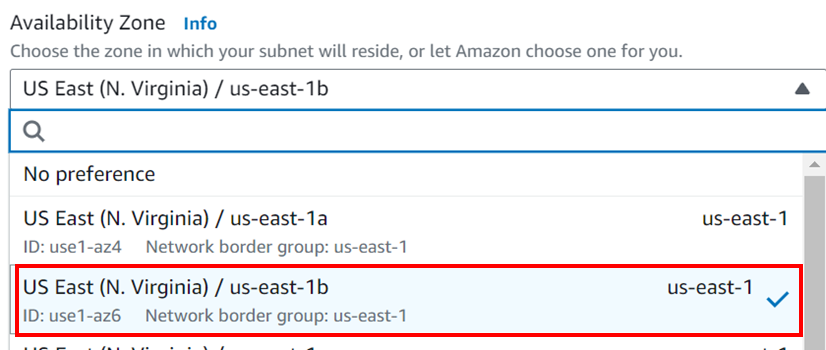 Availability Zone Info
Choose the zone in which your subnet will reside, or let Amazon choose one for you.
US East (N. Virginia) / us-east-1b
No preference
US East (N. Virginia) / us-east-1a us-east-1
ID: use1-az4 Network border group: us-east-1
US East (N. Virginia) / us-east-1b us-east-1
ID: use1-az6 Network border group: us-east-1